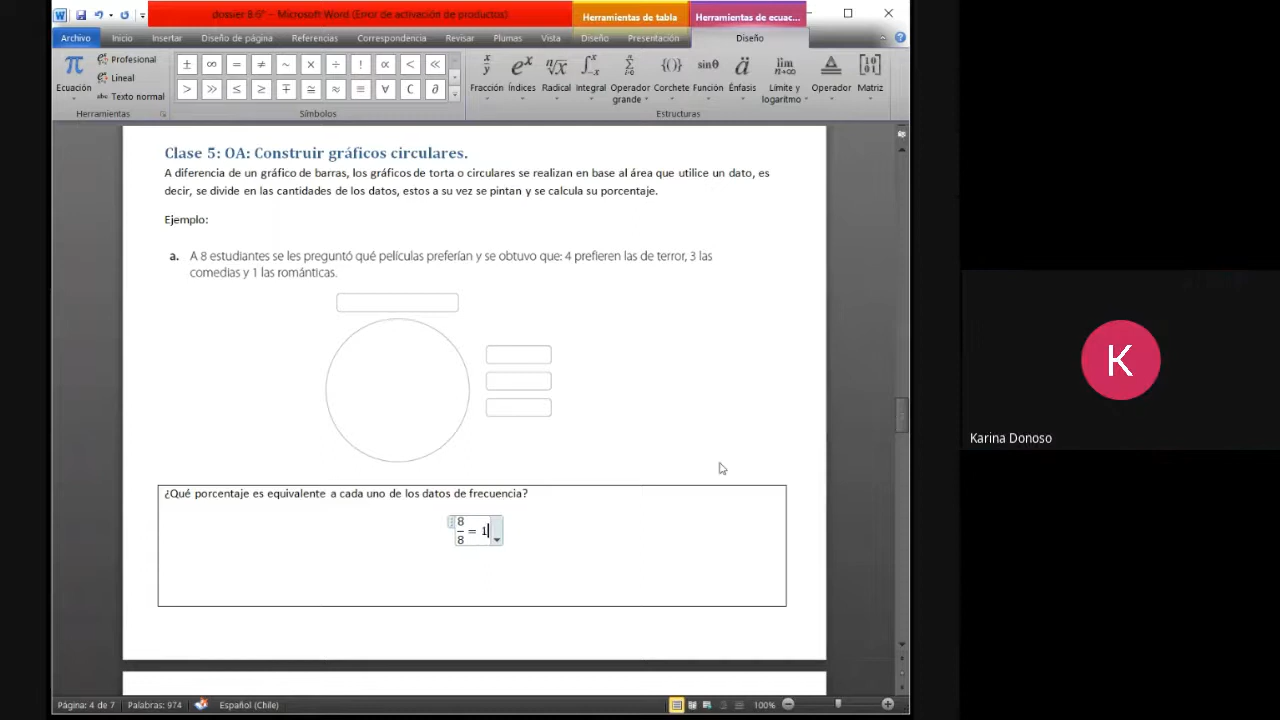 dossier 8.6° - Microsoft Word (Error de activación de productos)
Herramientas de tabla
Herramientas de ecuac...
Archivo
Inicio
Insertar
Diseño de página
Referencias
Correspondencia
Revisar
Plumas
Vista
Diseño
Presentación
Diseño
π Ecuación
Profesional
Lineal
abc Texto normal
Herramientas
± ∞ = ≠ ~ × ÷ ! ∝ < ≪
> ≫ ≤ ≥ ∓ ≅ ≈ ≡ ∀ ∁ ∂
Símbolos
Fracción
Índices
Radical
Integral
Operador grande
Corchete
Función
Énfasis
Límite y logaritmo
Operador
Matriz
Estructuras
Clase 5: OA: Construir gráficos circulares.
A diferencia de un gráfico de barras, los gráficos de torta o circulares se realizan en base al área que utilice un dato, es
decir, se divide en las cantidades de los datos, estos a su vez se pintan y se calcula su porcentaje.
Ejemplo:
a. A 8 estudiantes se les preguntó qué películas preferían y se obtuvo que: 4 prefieren las de terror, 3 las
comedias y 1 las románticas.
¿Qué porcentaje es equivalente a cada uno de los datos de frecuencia?
8/8 = 1
K
Karina Donoso
Página: 4 de 7
Palabras: 974
Español (Chile)
100%